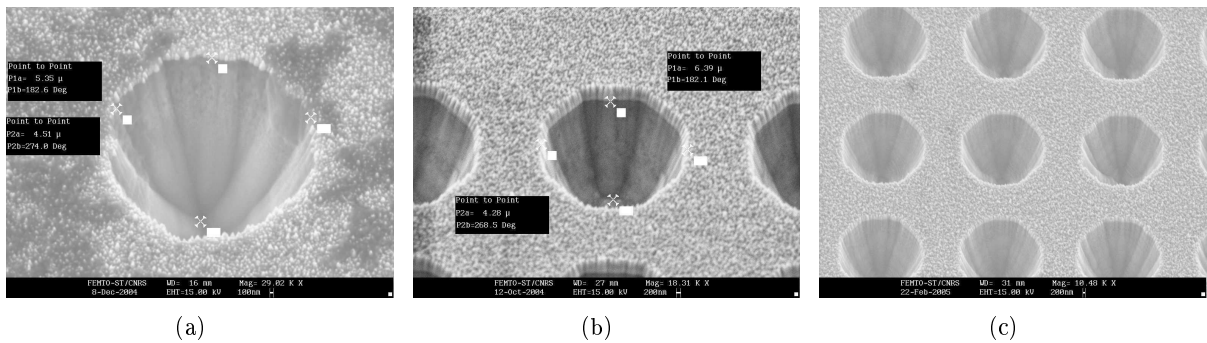 Point to Point
P1a= 5.35 µ
P1b=182.6 Deg
Point to Point
P2a= 4.51 µ
P2b=274.0 Deg
FEMTO-ST/CNRS WD= 16 mm Mag= 29.02 K X
8-Dec-2004 EHT=15.00 kV 100nm
(a)
Point to Point
P1a= 6.39 µ
P1b=182.1 Deg
Point to Point
P2a= 4.28 µ
P2b=268.5 Deg
FEMTO-ST/CNRS WD= 27 mm Mag= 18.31 K X
12-Oct-2004 EHT=15.00 kV 200nm
(b)
FEMTO-ST/CNRS WD= 31 mm Mag= 10.48 K X
22-Feb-2005 EHT=15.00 kV 200nm
(c)